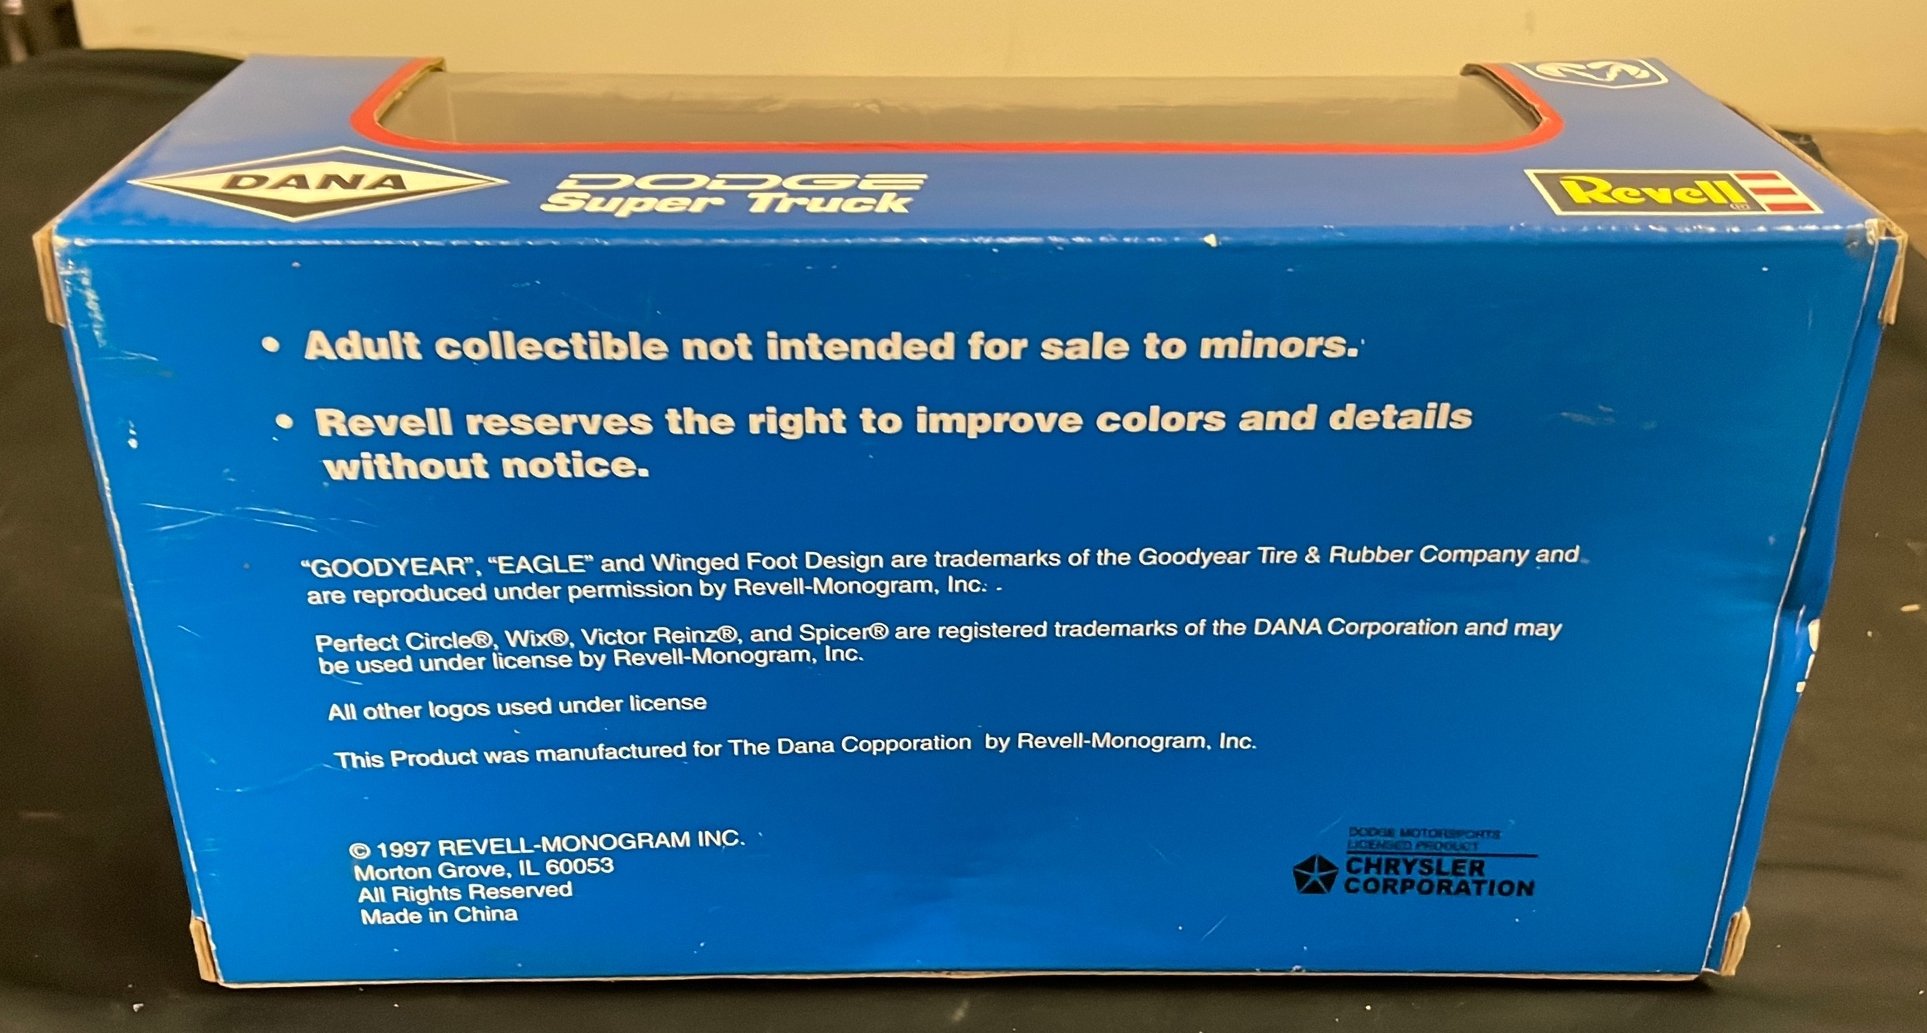 DANA
DODGE
Super Truck
Revell
• Adult collectible not intended for sale to minors.
• Revell reserves the right to improve colors and details
without notice.
“GOODYEAR”, “EAGLE” and Winged Foot Design are trademarks of the Goodyear Tire & Rubber Company and
are reproduced under permission by Revell-Monogram, Inc.
Perfect Circle®, Wix®, Victor Reinz®, and Spicer® are registered trademarks of the DANA Corporation and may
be used under license by Revell-Monogram, Inc.
All other logos used under license
This Product was manufactured for The Dana Copporation by Revell-Monogram, Inc.
© 1997 REVELL-MONOGRAM INC.
Morton Grove, IL 60053
All Rights Reserved
Made in China
DODGE MOTORSPORTS
LICENSED PRODUCT
CHRYSLER
CORPORATION